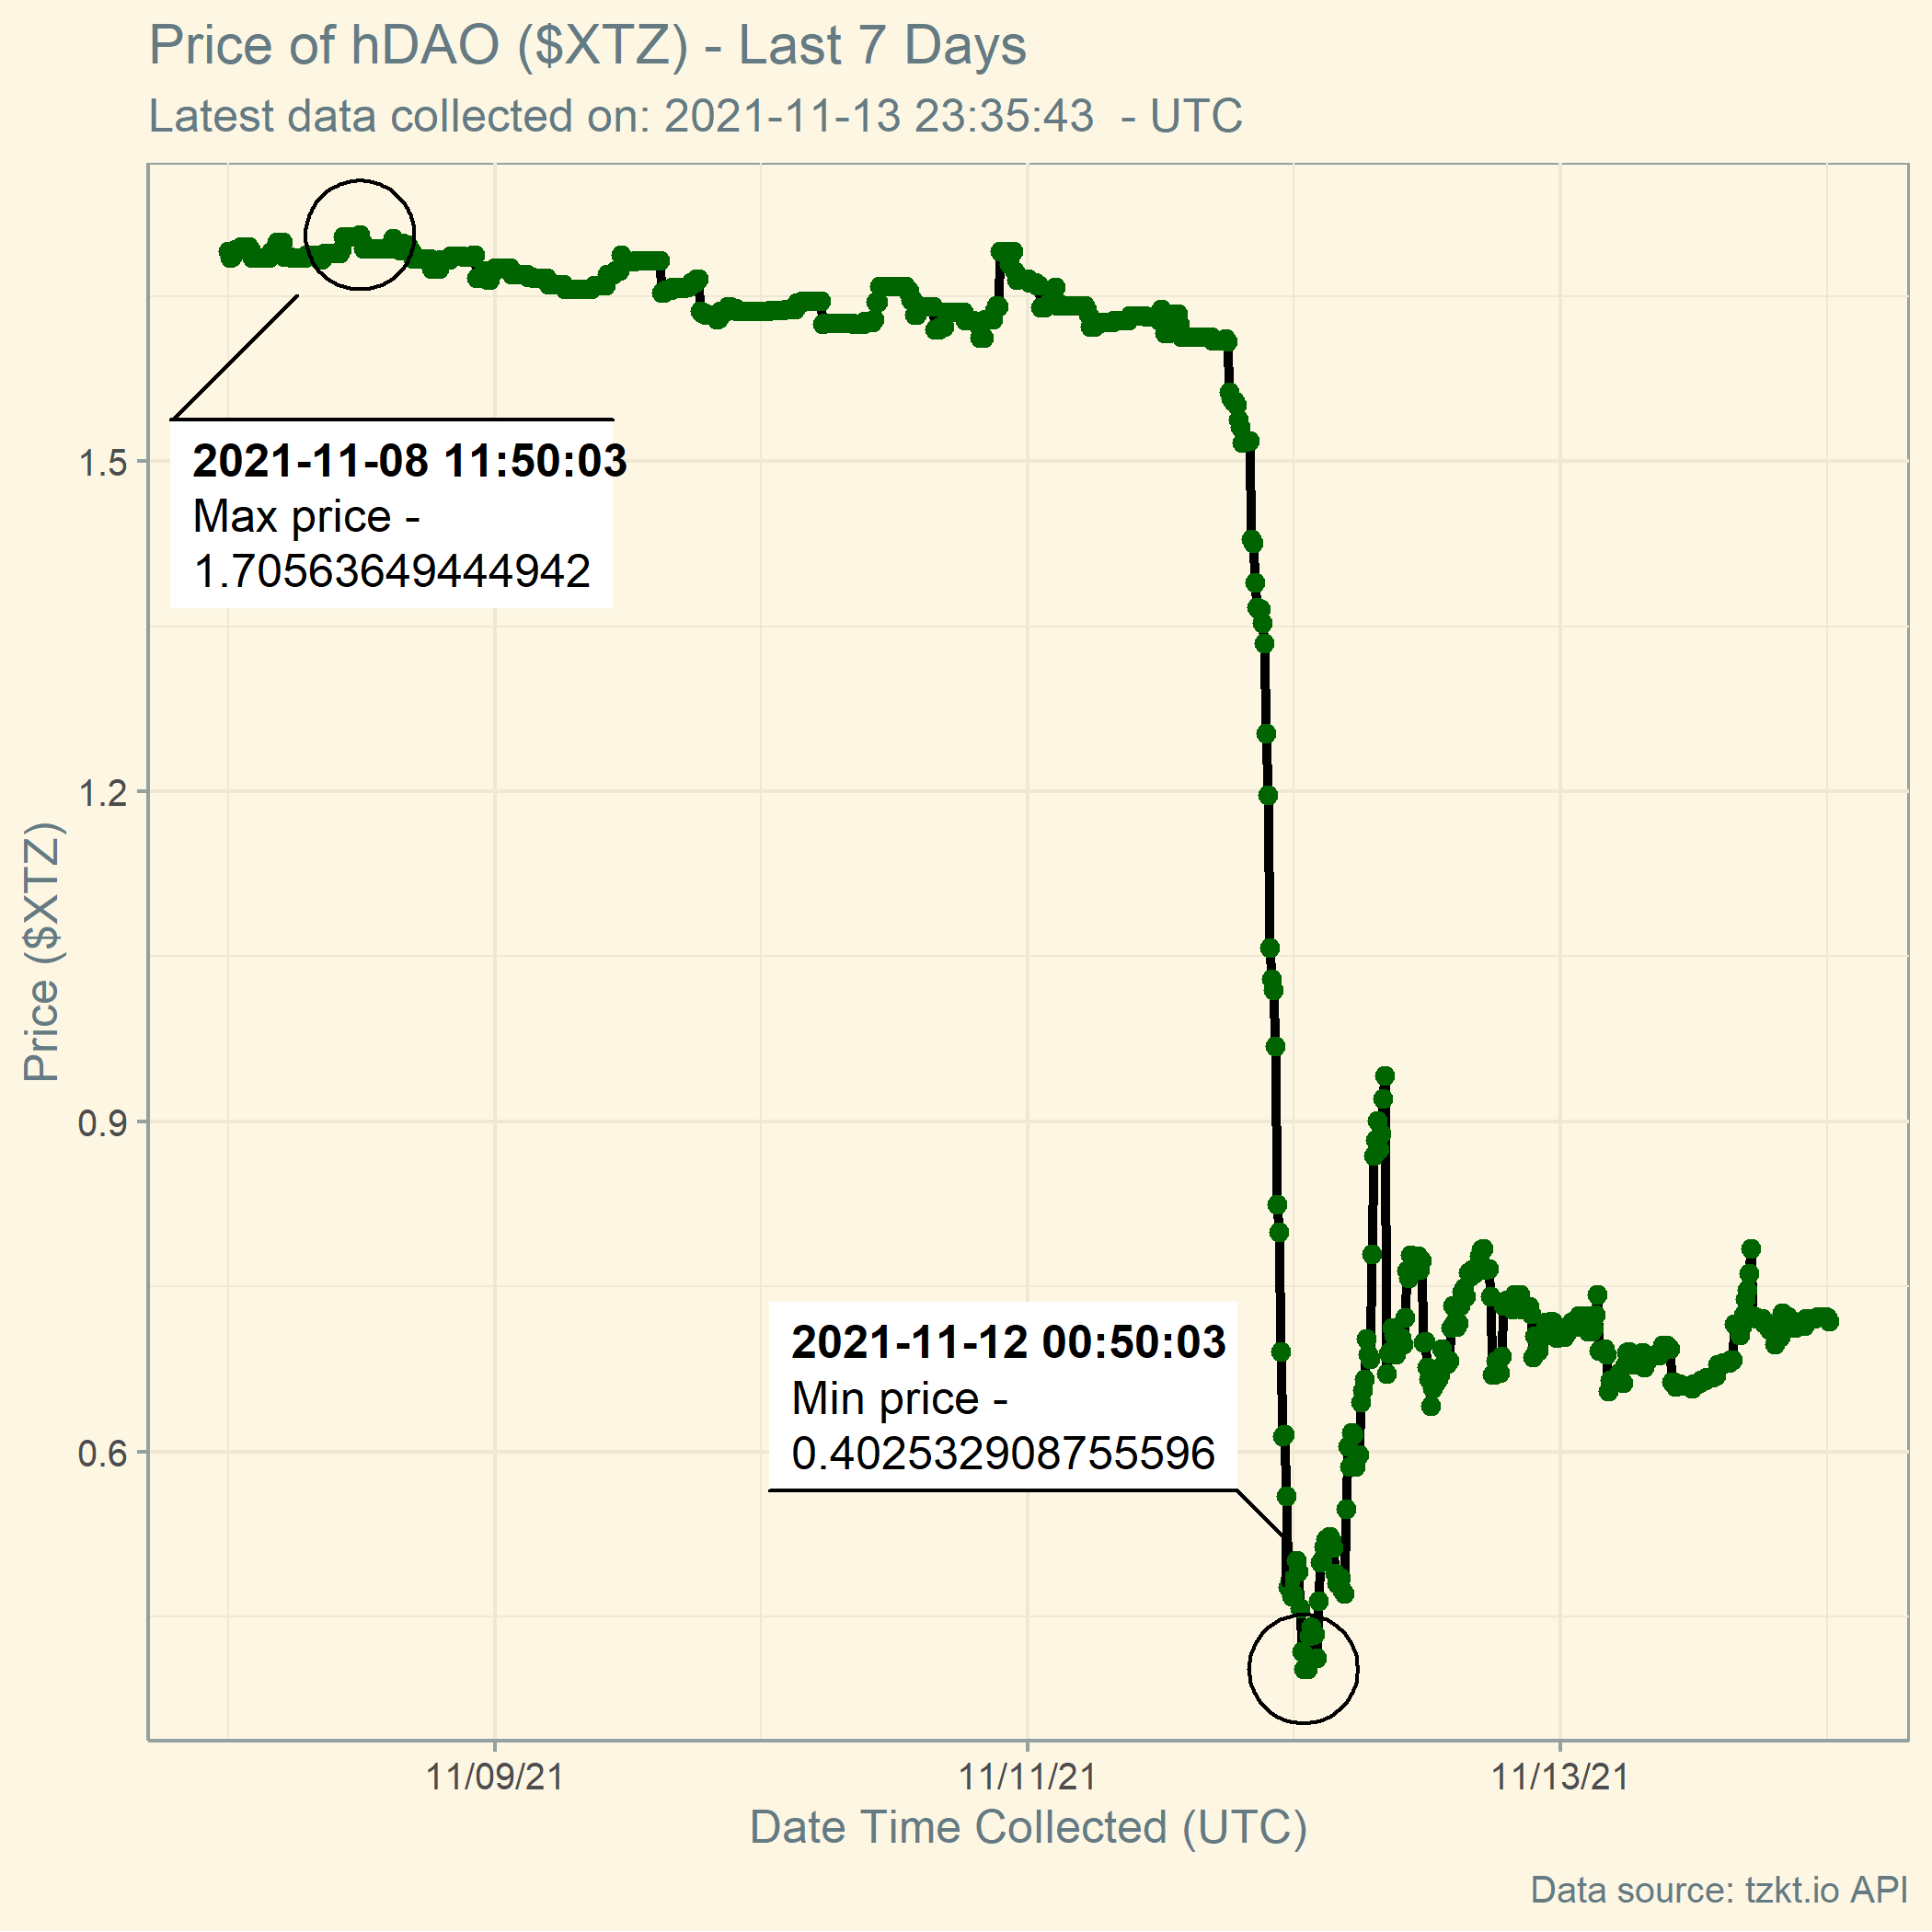 Price of hDAO ($XTZ) - Last 7 Days
Latest data collected on: 2021-11-13 23:35:43  - UTC
2021-11-08 11:50:03
Max price -
1.70563649444942
1.5
1.2
0.9
0.6
Price ($XTZ)
2021-11-12 00:50:03
Min price -
0.402532908755596
11/09/21
11/11/21
11/13/21
Date Time Collected (UTC)
Data source: tzkt.io API